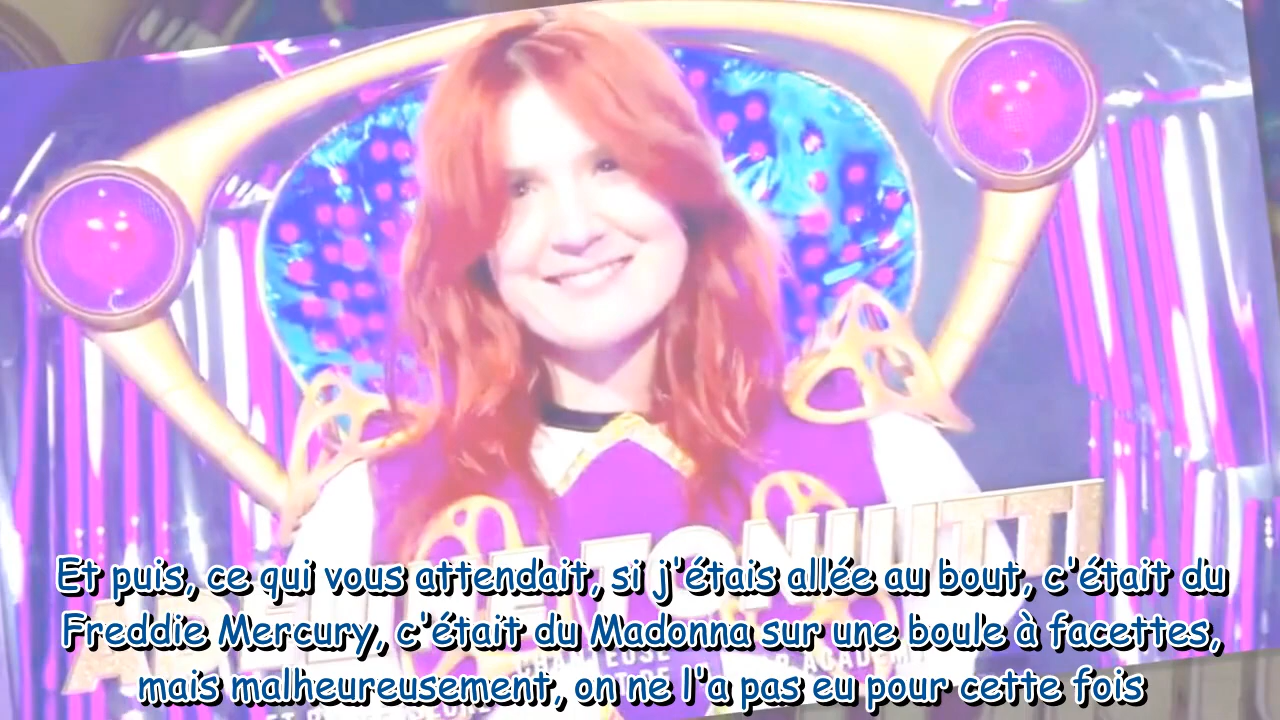 TONIUTTI
Et puis, ce qui vous attendait, si j'étais allée au bout, c'était du
Freddie Mercury, c'était du Madonna sur une boule à facettes,
mais malheureusement, on ne l'a pas eu pour cette fois